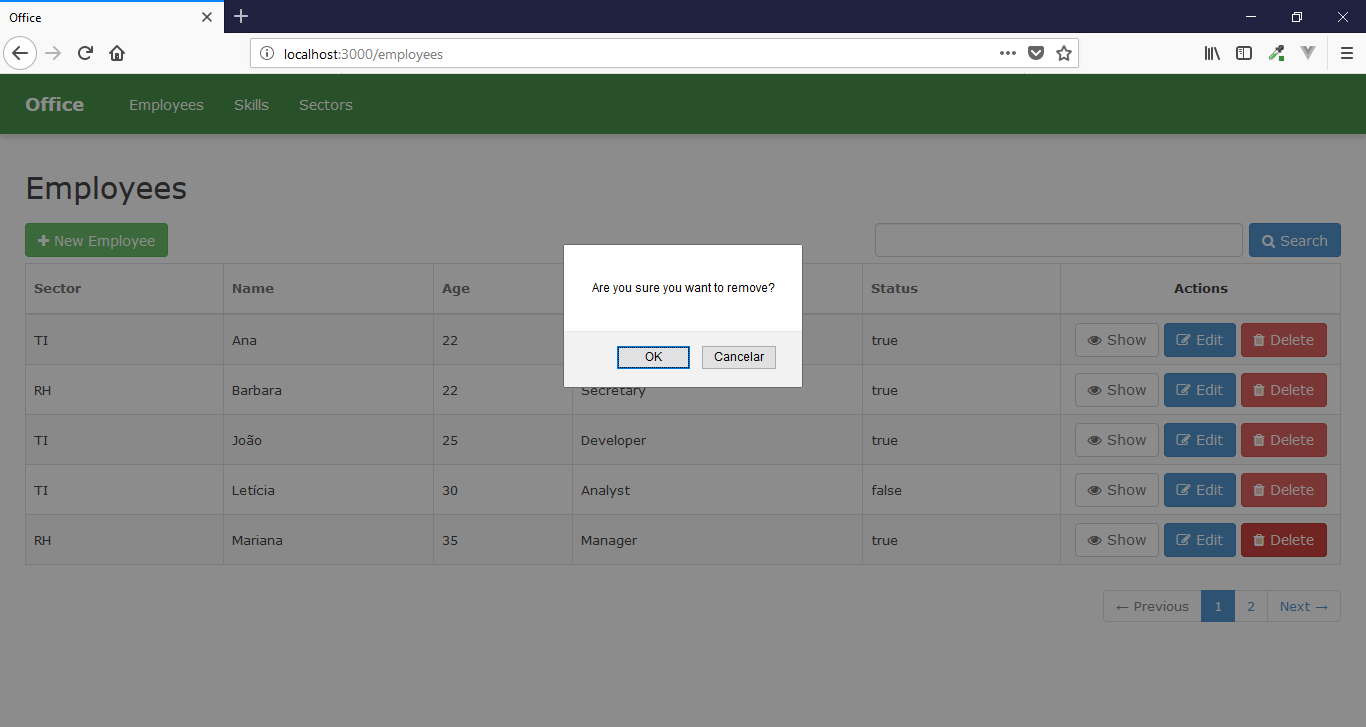 Office
localhost:3000/employees
Office Employees Skills Sectors
Employees
New Employee Search
Sector Name Age Status Actions
TI Ana 22 true Show Edit Delete
RH Barbara 22 Secretary true Show Edit Delete
TI João 25 Developer true Show Edit Delete
TI Letícia 30 Analyst false Show Edit Delete
RH Mariana 35 Manager true Show Edit Delete
← Previous 1 2 Next →
Are you sure you want to remove?
OK Cancelar